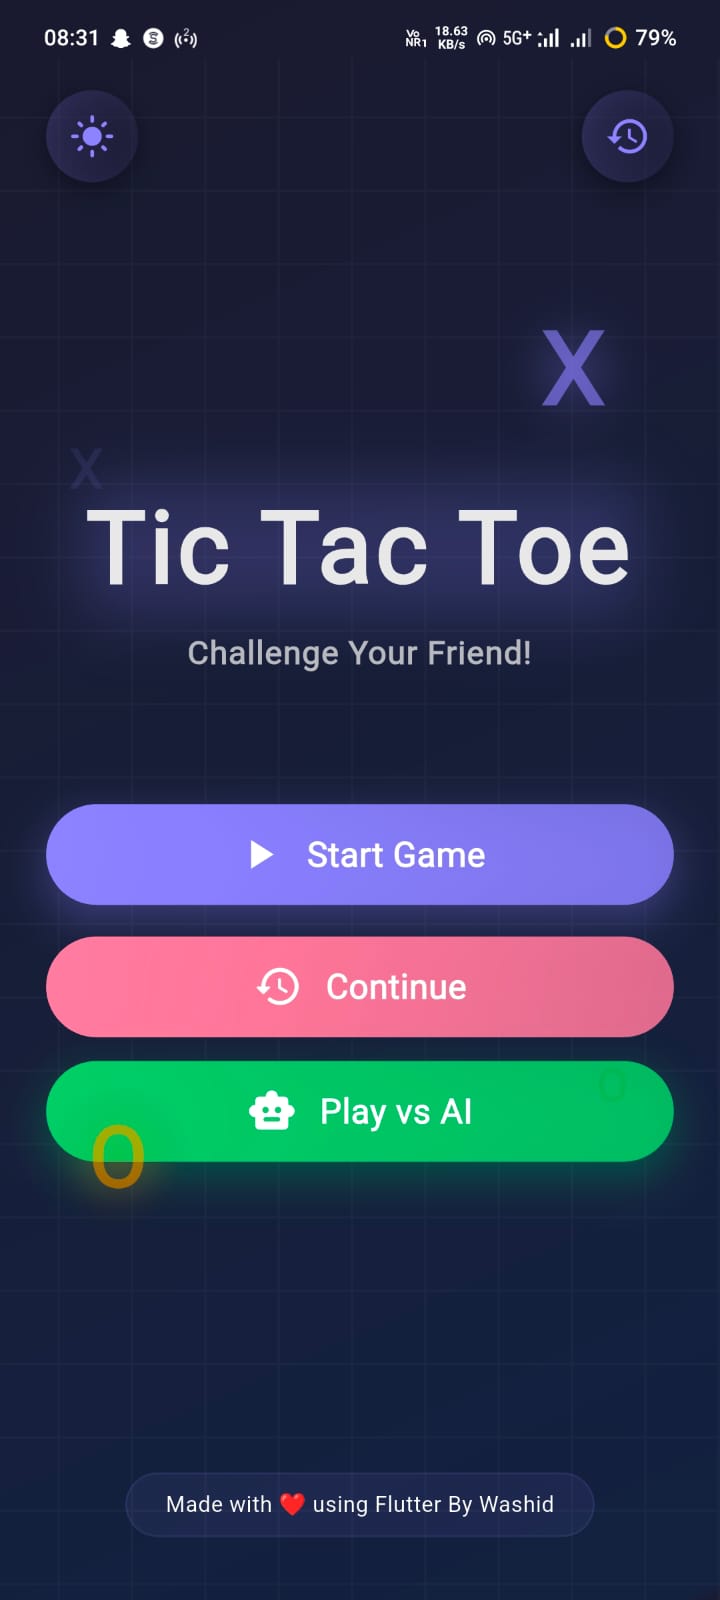 08:31
2
Vo
NR1
18.63
KB/s
5G+
79%
X
X
Tic Tac Toe
Challenge Your Friend!
Start Game
Continue
O
Play vs AI
O
Made with ❤️ using Flutter By Washid